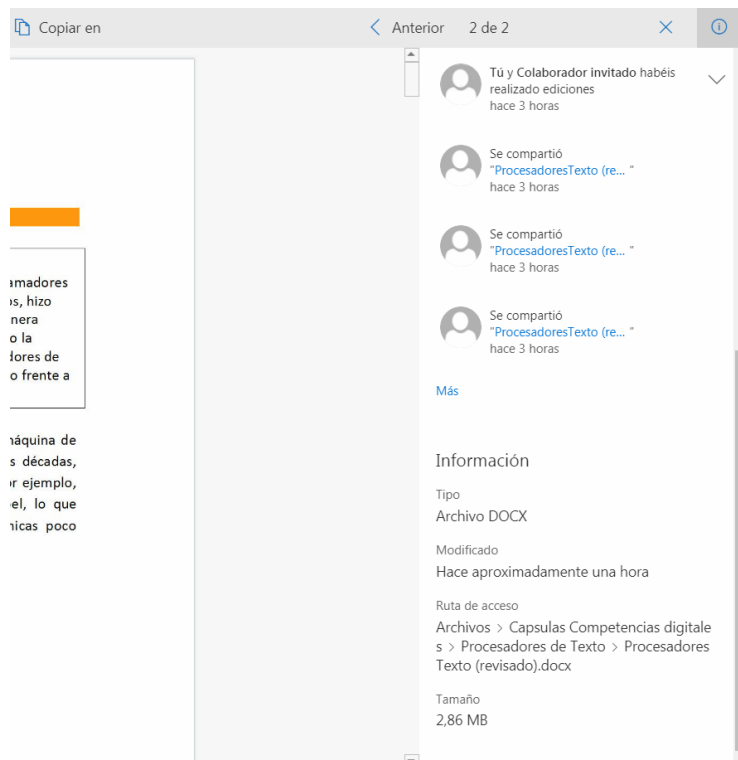 Copiar en
Anterior 2 de 2
Tú y Colaborador invitado habéis
realizado ediciones
hace 3 horas
Se compartió
"ProcesadoresTexto (re... "
hace 3 horas
Se compartió
"ProcesadoresTexto (re... "
hace 3 horas
Se compartió
"ProcesadoresTexto (re... "
hace 3 horas
Más
amadores
os, hizo
nera
o la
dores de
o frente a
náquina de
s décadas,
or ejemplo,
el, lo que
nicas poco
Información
Tipo
Archivo DOCX
Modificado
Hace aproximadamente una hora
Ruta de acceso
Archivos > Capsulas Competencias digitale
s > Procesadores de Texto > Procesadores
Texto (revisado).docx
Tamaño
2,86 MB